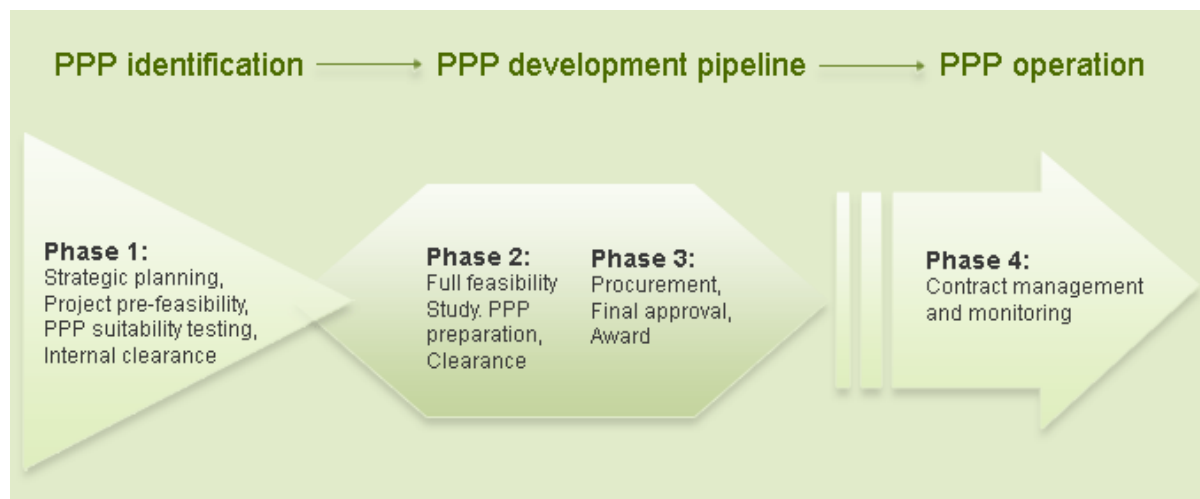 PPP identification
PPP development pipeline
PPP operation
Phase 1:
Strategic planning,
Project pre-feasibility,
PPP suitability testing,
Internal clearance
Phase 2:
Full feasibility
Study. PPP
preparation,
Clearance
Phase 3:
Procurement,
Final approval,
Award
Phase 4:
Contract management
and monitoring